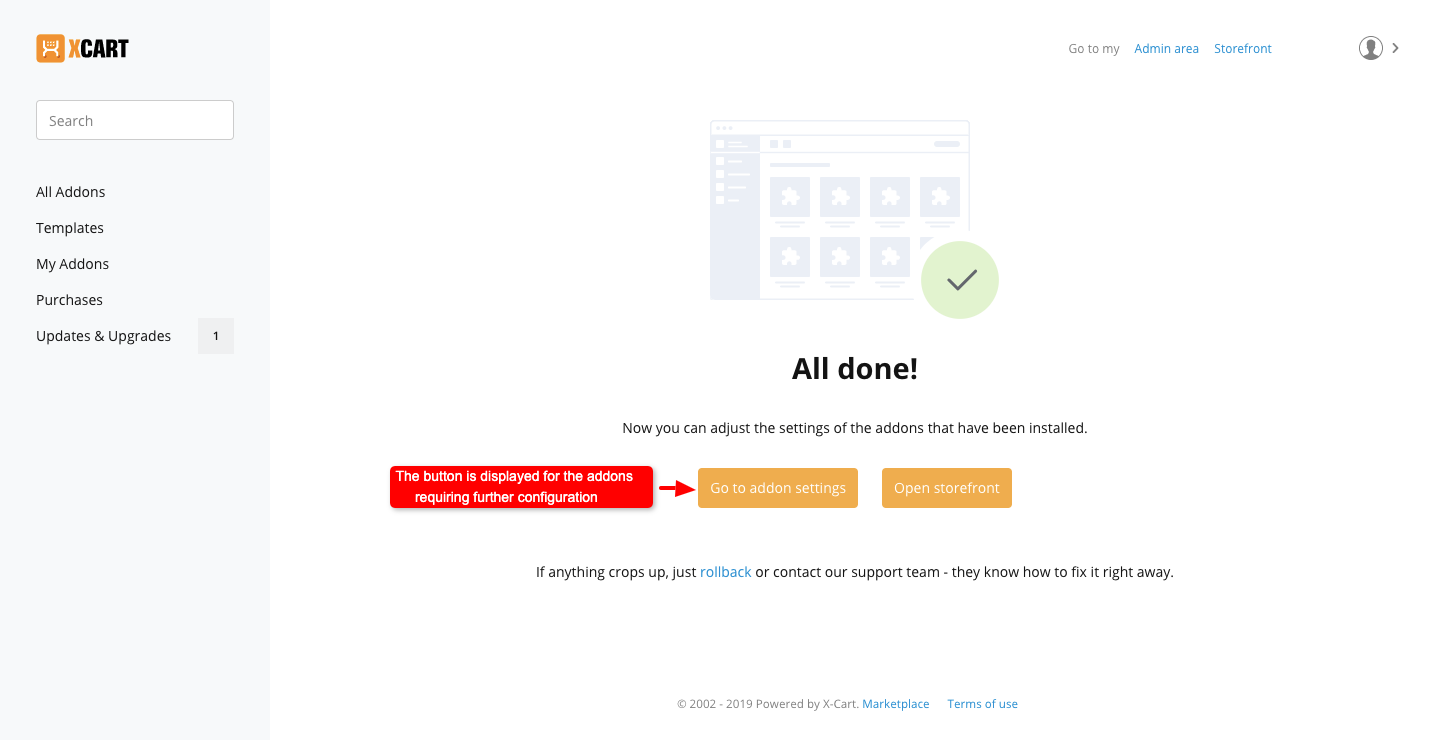 XCART
Go to my Admin area Storefront
Search
All Addons
Templates
My Addons
Purchases
Updates & Upgrades 1
All done!
Now you can adjust the settings of the addons that have been installed.
The button is displayed for the addons
requiring further configuration
Go to addon settings
Open storefront
If anything crops up, just rollback or contact our support team - they know how to fix it right away.
© 2002 - 2019 Powered by X-Cart. Marketplace Terms of use